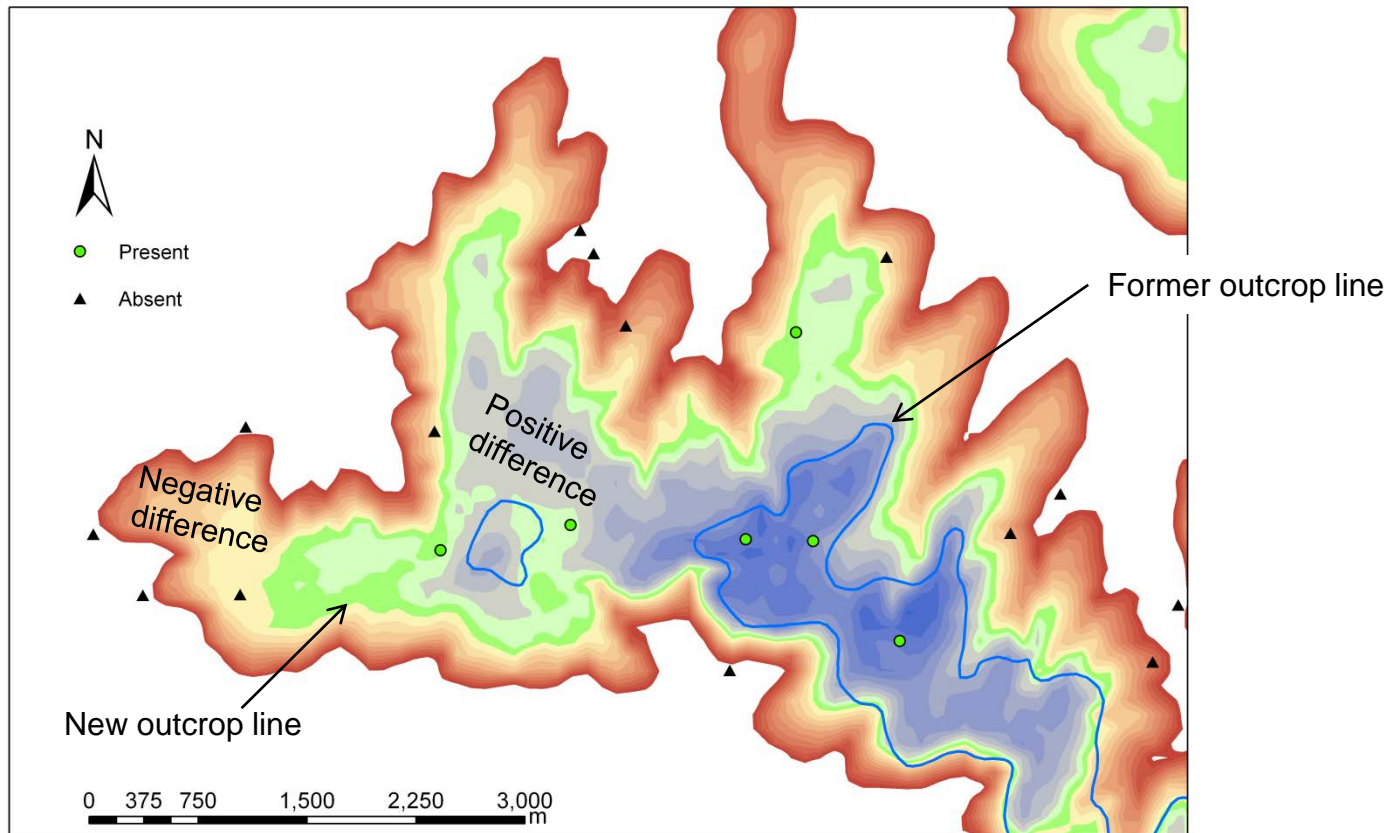 N
Present
Absent
Former outcrop line
Positive
difference
Negative
difference
New outcrop line
0 375 750 1,500 2,250 3,000
m